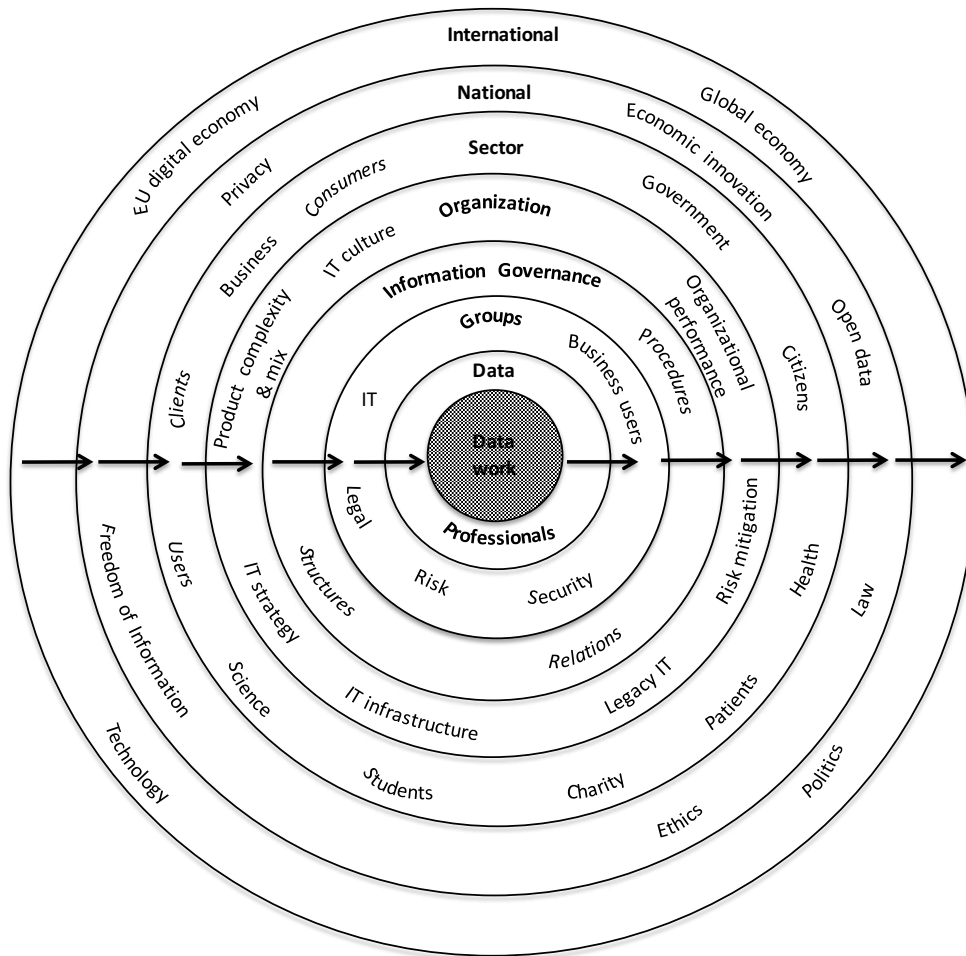 International
EU digital economy
Global economy
Technology
Politics
National
Privacy
Economic innovation
Open data
Freedom of Information
Law
Ethics
Sector
Consumers
Government
Business
Clients
Citizens
Users
Health
Science
Patients
Students
Charity
Organization
IT culture
Product complexity
& mix
Organizational
performance
IT strategy
Risk mitigation
IT infrastructure
Legacy IT
Information Governance
Procedures
Structures
Relations
Groups
IT
Business users
Legal
Risk
Security
Data
Professionals
Data
work